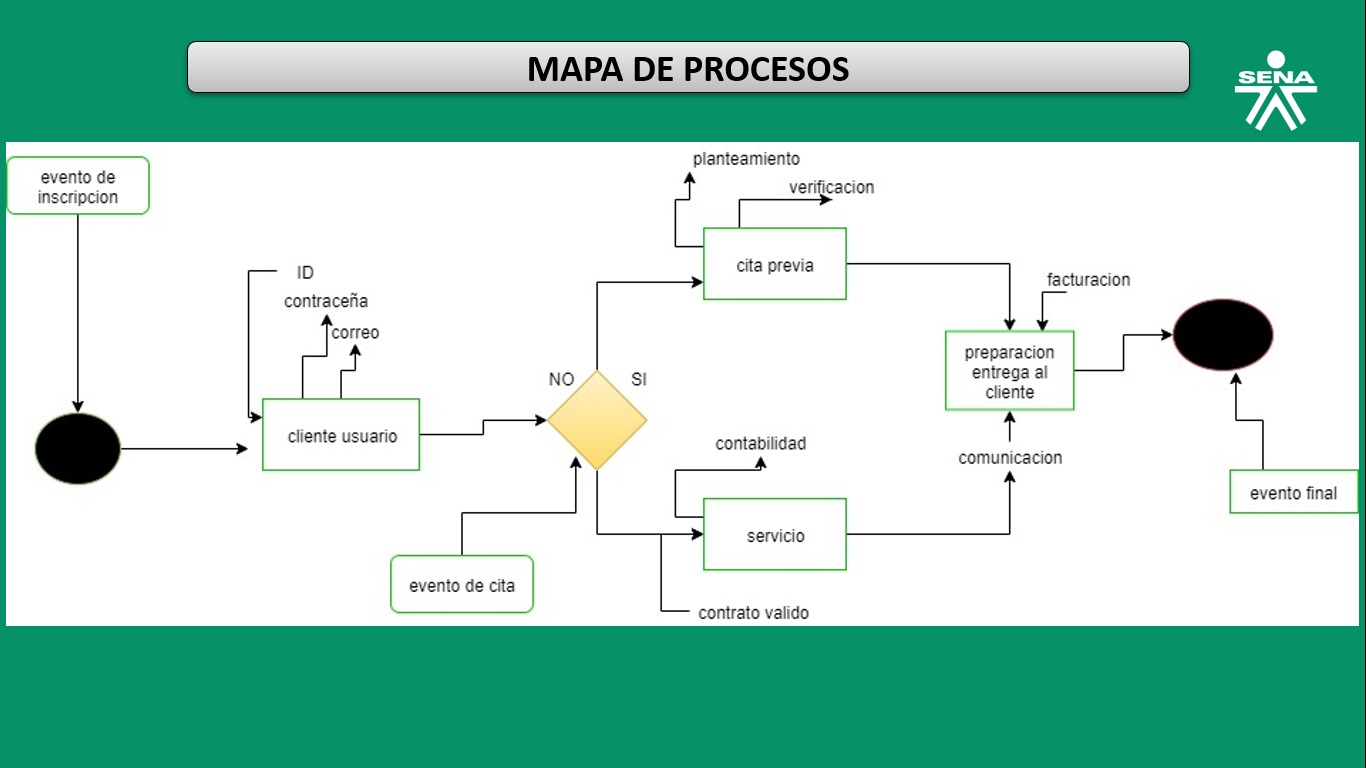 MAPA DE PROCESOS
SENA
evento de
inscripcion
ID
contraceña
correo
cliente usuario
NO
SI
evento de cita
planteamiento
verificacion
cita previa
contabilidad
servicio
contrato valido
facturacion
preparacion
entrega al
cliente
comunicacion
evento final